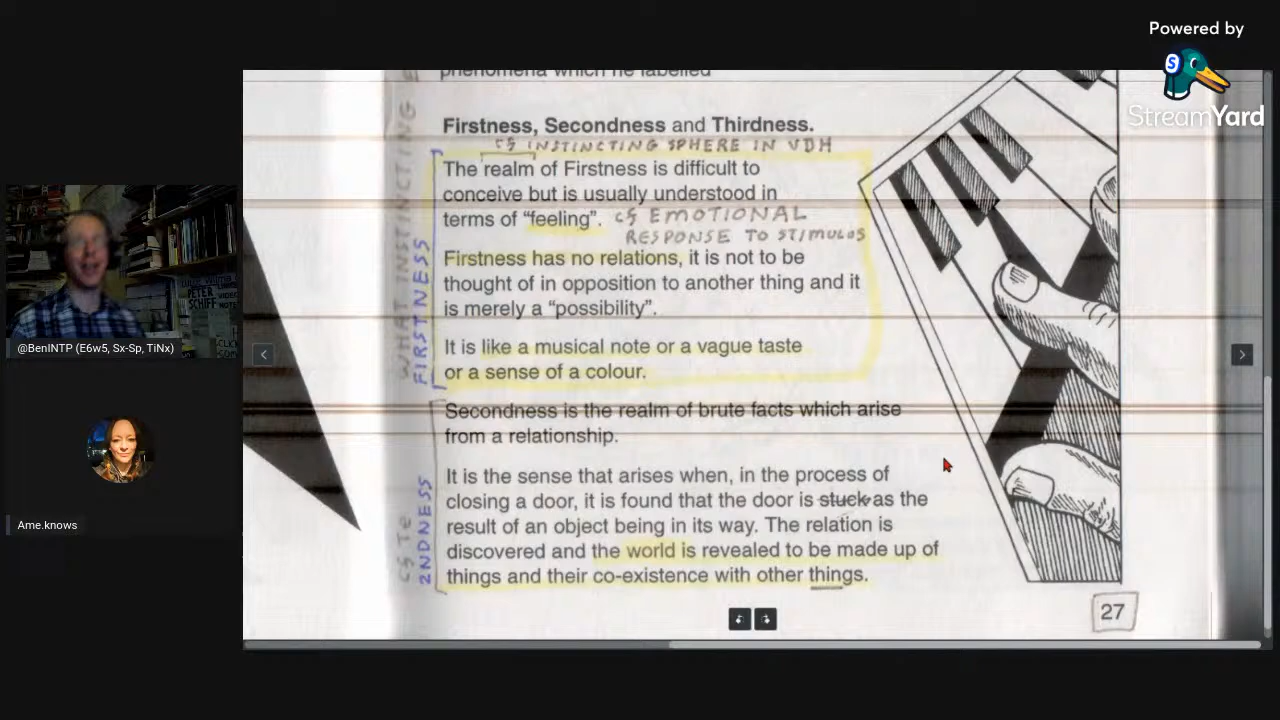 Powered by
S
StreamYard
phenomena which he labelled
Firstness, Secondness and Thirdness.
cf INSTINCTING SPHERE IN VDH
The realm of Firstness is difficult to
conceive but is usually understood in
terms of “feeling”. cf EMOTIONAL
RESPONSE TO STIMULUS
Firstness has no relations, it is not to be
thought of in opposition to another thing and it
is merely a “possibility”.
It is like a musical note or a vague taste
or a sense of a colour.
WHAT INSTINCTING
FIRSTNESS
Secondness is the realm of brute facts which arise
from a relationship.
It is the sense that arises when, in the process of
closing a door, it is found that the door is stuck as the
result of an object being in its way. The relation is
discovered and the world is revealed to be made up of
things and their co-existence with other things.
cf Te
2NDNESS
27
PETER
SCHIFF
VIDEO
@BenINTP (E6w5, Sx-Sp, TiNx)
Ame.knows